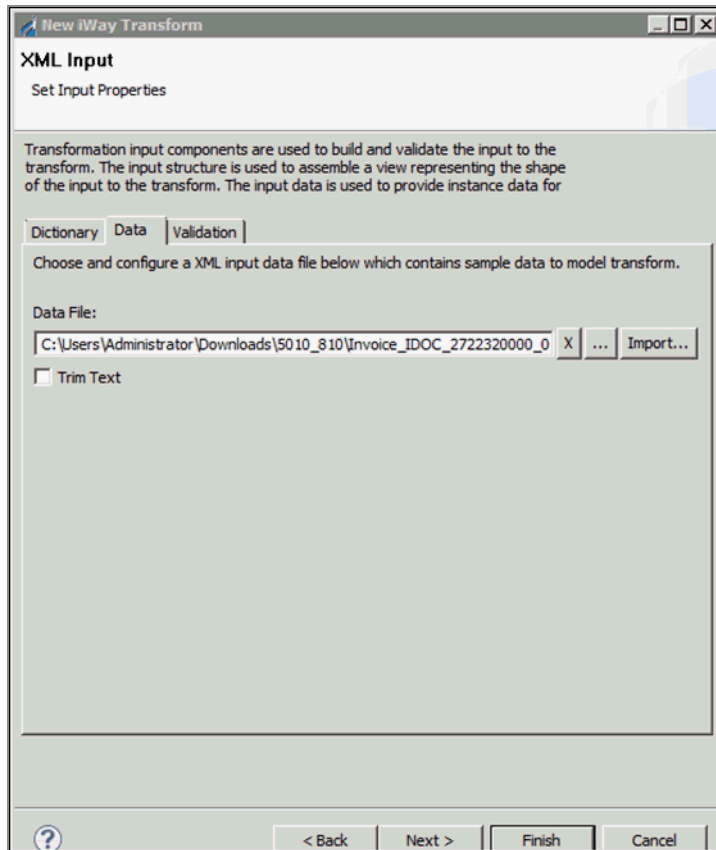 New iWay Transform
XML Input
Set Input Properties
Transformation input components are used to build and validate the input to the
transform. The input structure is used to assemble a view representing the shape
of the input to the transform. The input data is used to provide instance data for
Dictionary Data Validation
Choose and configure a XML input data file below which contains sample data to model transform.
Data File:
C:\Users\Administrator\Downloads\5010_810\Invoice_IDOC_2722320000_0 X ... Import...
Trim Text
? < Back Next > Finish Cancel